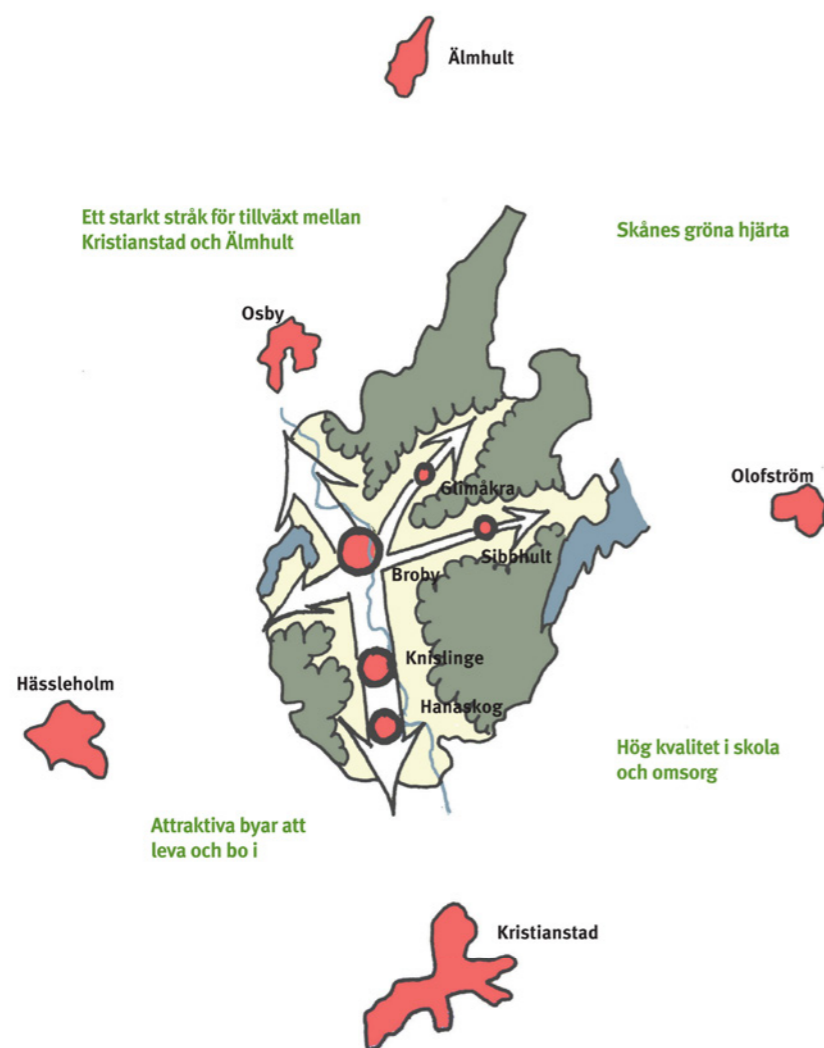 Älmhult
Ett starkt stråk för tillväxt mellan
Kristianstad och Älmhult
Skånes gröna hjärta
Osby
Olofström
Glimåkra
Sibbhult
Broby
Knislinge
Hässleholm
Hanaskog
Hög kvalitet i skola
och omsorg
Attraktiva byar att
leva och bo i
Kristianstad